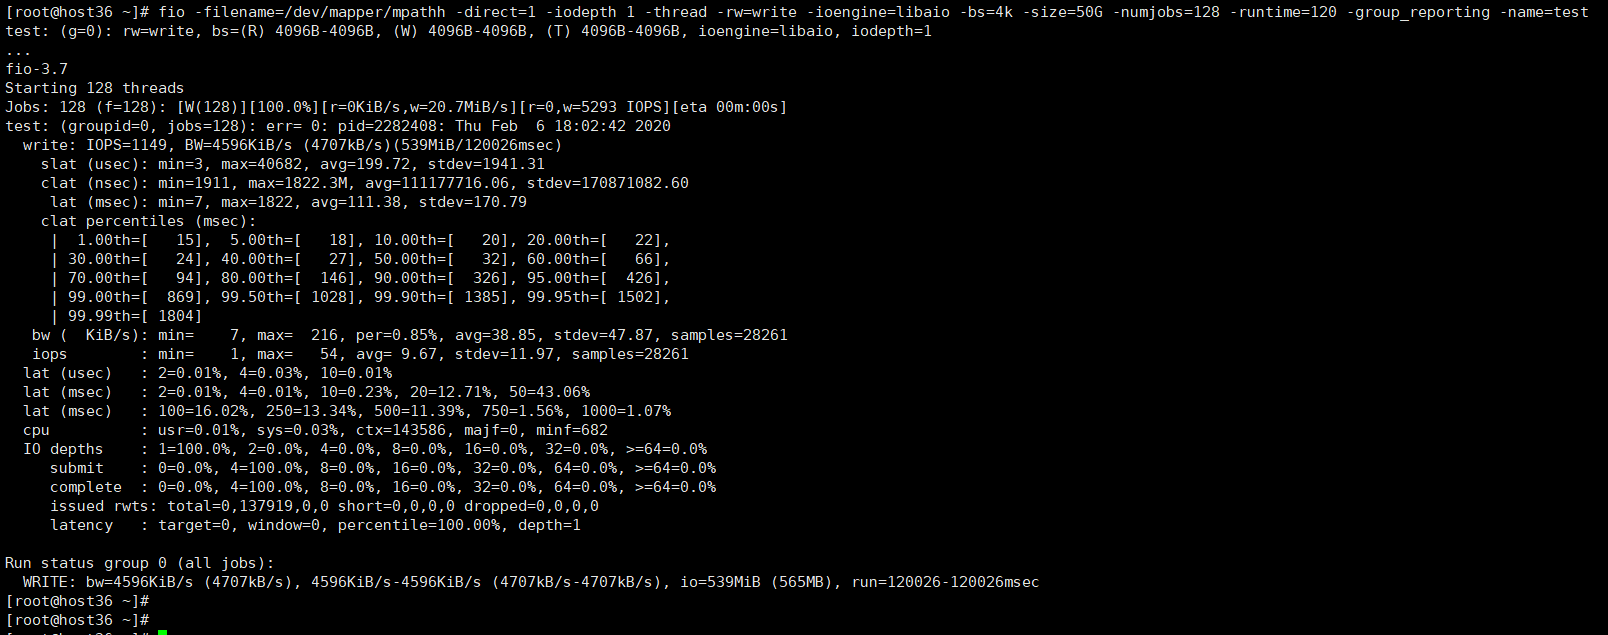 [root@host36 ~]# fio -filename=/dev/mapper/mpathh -direct=1 -iodepth 1 -thread -rw=write -ioengine=libaio -bs=4k -size=50G -numjobs=128 -runtime=120 -group_reporting -name=test
test: (g=0): rw=write, bs=(R) 4096B-4096B, (W) 4096B-4096B, (T) 4096B-4096B, ioengine=libaio, iodepth=1
...
fio-3.7
Starting 128 threads
Jobs: 128 (f=128): [W(128)][100.0%][r=0KiB/s,w=20.7MiB/s][r=0,w=5293 IOPS][eta 00m:00s]
test: (groupid=0, jobs=128): err= 0: pid=2282408: Thu Feb  6 18:02:42 2020
  write: IOPS=1149, BW=4596KiB/s (4707kB/s)(539MiB/120026msec)
    slat (usec): min=3, max=40682, avg=199.72, stdev=1941.31
    clat (nsec): min=1911, max=1822.3M, avg=111177716.06, stdev=170871082.60
     lat (msec): min=7, max=1822, avg=111.38, stdev=170.79
    clat percentiles (msec):
     |  1.00th=[   15],  5.00th=[   18], 10.00th=[   20], 20.00th=[   22],
     | 30.00th=[   24], 40.00th=[   27], 50.00th=[   32], 60.00th=[   66],
     | 70.00th=[   94], 80.00th=[  146], 90.00th=[  326], 95.00th=[  426],
     | 99.00th=[  869], 99.50th=[ 1028], 99.90th=[ 1385], 99.95th=[ 1502],
     | 99.99th=[ 1804]
   bw (  KiB/s): min=    7, max=  216, per=0.85%, avg=38.85, stdev=47.87, samples=28261
   iops        : min=    1, max=   54, avg= 9.67, stdev=11.97, samples=28261
  lat (usec)   : 2=0.01%, 4=0.03%, 10=0.01%
  lat (msec)   : 2=0.01%, 4=0.01%, 10=0.23%, 20=12.71%, 50=43.06%
  lat (msec)   : 100=16.02%, 250=13.34%, 500=11.39%, 750=1.56%, 1000=1.07%
  cpu          : usr=0.01%, sys=0.03%, ctx=143586, majf=0, minf=682
  IO depths    : 1=100.0%, 2=0.0%, 4=0.0%, 8=0.0%, 16=0.0%, 32=0.0%, >=64=0.0%
     submit    : 0=0.0%, 4=100.0%, 8=0.0%, 16=0.0%, 32=0.0%, 64=0.0%, >=64=0.0%
     complete  : 0=0.0%, 4=100.0%, 8=0.0%, 16=0.0%, 32=0.0%, 64=0.0%, >=64=0.0%
     issued rwts: total=0,137919,0,0 short=0,0,0,0 dropped=0,0,0,0
     latency   : target=0, window=0, percentile=100.00%, depth=1
Run status group 0 (all jobs):
  WRITE: bw=4596KiB/s (4707kB/s), 4596KiB/s-4596KiB/s (4707kB/s-4707kB/s), io=539MiB (565MB), run=120026-120026msec
[root@host36 ~]#
[root@host36 ~]#